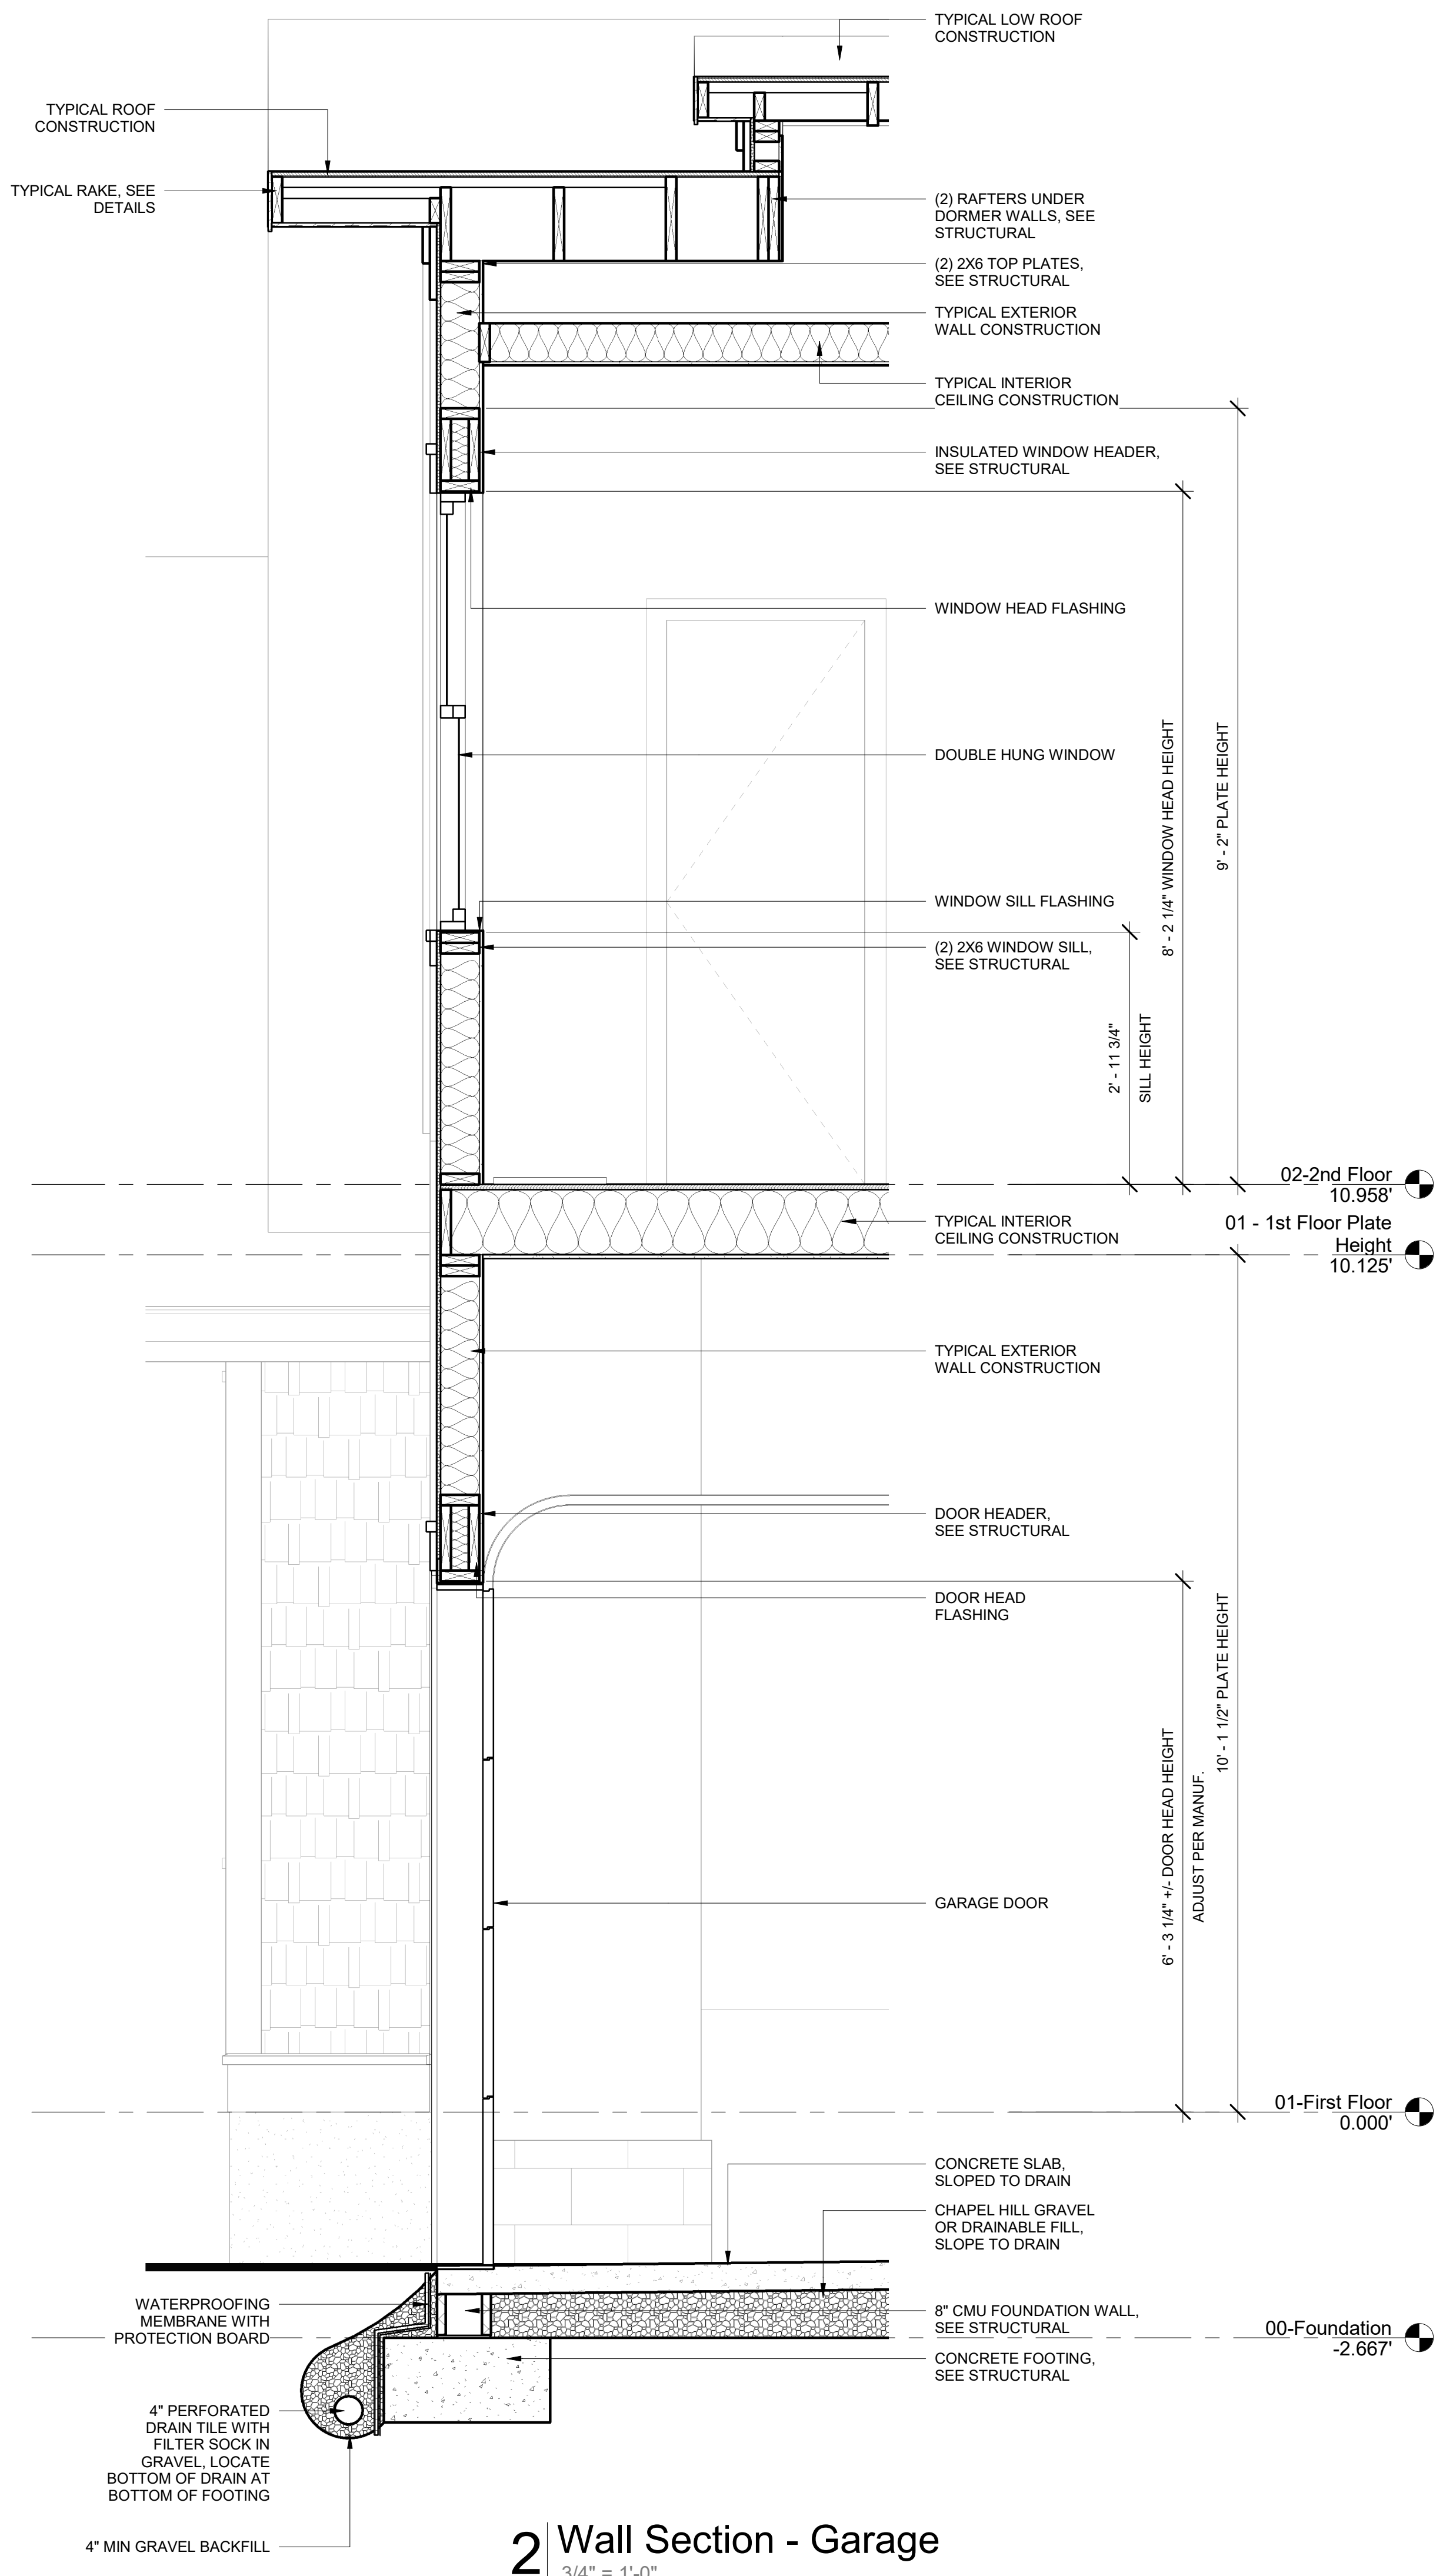 TYPICAL LOW ROOF
CONSTRUCTION
TYPICAL ROOF
CONSTRUCTION
TYPICAL RAKE, SEE
DETAILS
(2) RAFTERS UNDER
DORMER WALLS, SEE
STRUCTURAL
(2) 2X6 TOP PLATES,
SEE STRUCTURAL
TYPICAL EXTERIOR
WALL CONSTRUCTION
TYPICAL INTERIOR
CEILING CONSTRUCTION
INSULATED WINDOW HEADER,
SEE STRUCTURAL
WINDOW HEAD FLASHING
DOUBLE HUNG WINDOW
8' - 2 1/4" WINDOW HEAD HEIGHT
9' - 2" PLATE HEIGHT
WINDOW SILL FLASHING
(2) 2X6 WINDOW SILL,
SEE STRUCTURAL
2' - 11 3/4"
SILL HEIGHT
02-2nd Floor
10.958'
TYPICAL INTERIOR
CEILING CONSTRUCTION
01 - 1st Floor Plate
Height
10.125'
TYPICAL EXTERIOR
WALL CONSTRUCTION
DOOR HEADER,
SEE STRUCTURAL
DOOR HEAD
FLASHING
10' - 1 1/2" PLATE HEIGHT
6' - 3 1/4" +/- DOOR HEAD HEIGHT
ADJUST PER MANUF.
GARAGE DOOR
01-First Floor
0.000'
CONCRETE SLAB,
SLOPED TO DRAIN
CHAPEL HILL GRAVEL
OR DRAINABLE FILL,
SLOPE TO DRAIN
WATERPROOFING
MEMBRANE WITH
PROTECTION BOARD
8" CMU FOUNDATION WALL,
SEE STRUCTURAL
00-Foundation
-2.667'
CONCRETE FOOTING,
SEE STRUCTURAL
4" PERFORATED
DRAIN TILE WITH
FILTER SOCK IN
GRAVEL, LOCATE
BOTTOM OF DRAIN AT
BOTTOM OF FOOTING
4" MIN GRAVEL BACKFILL
2 Wall Section - Garage
3/4" = 1'-0"